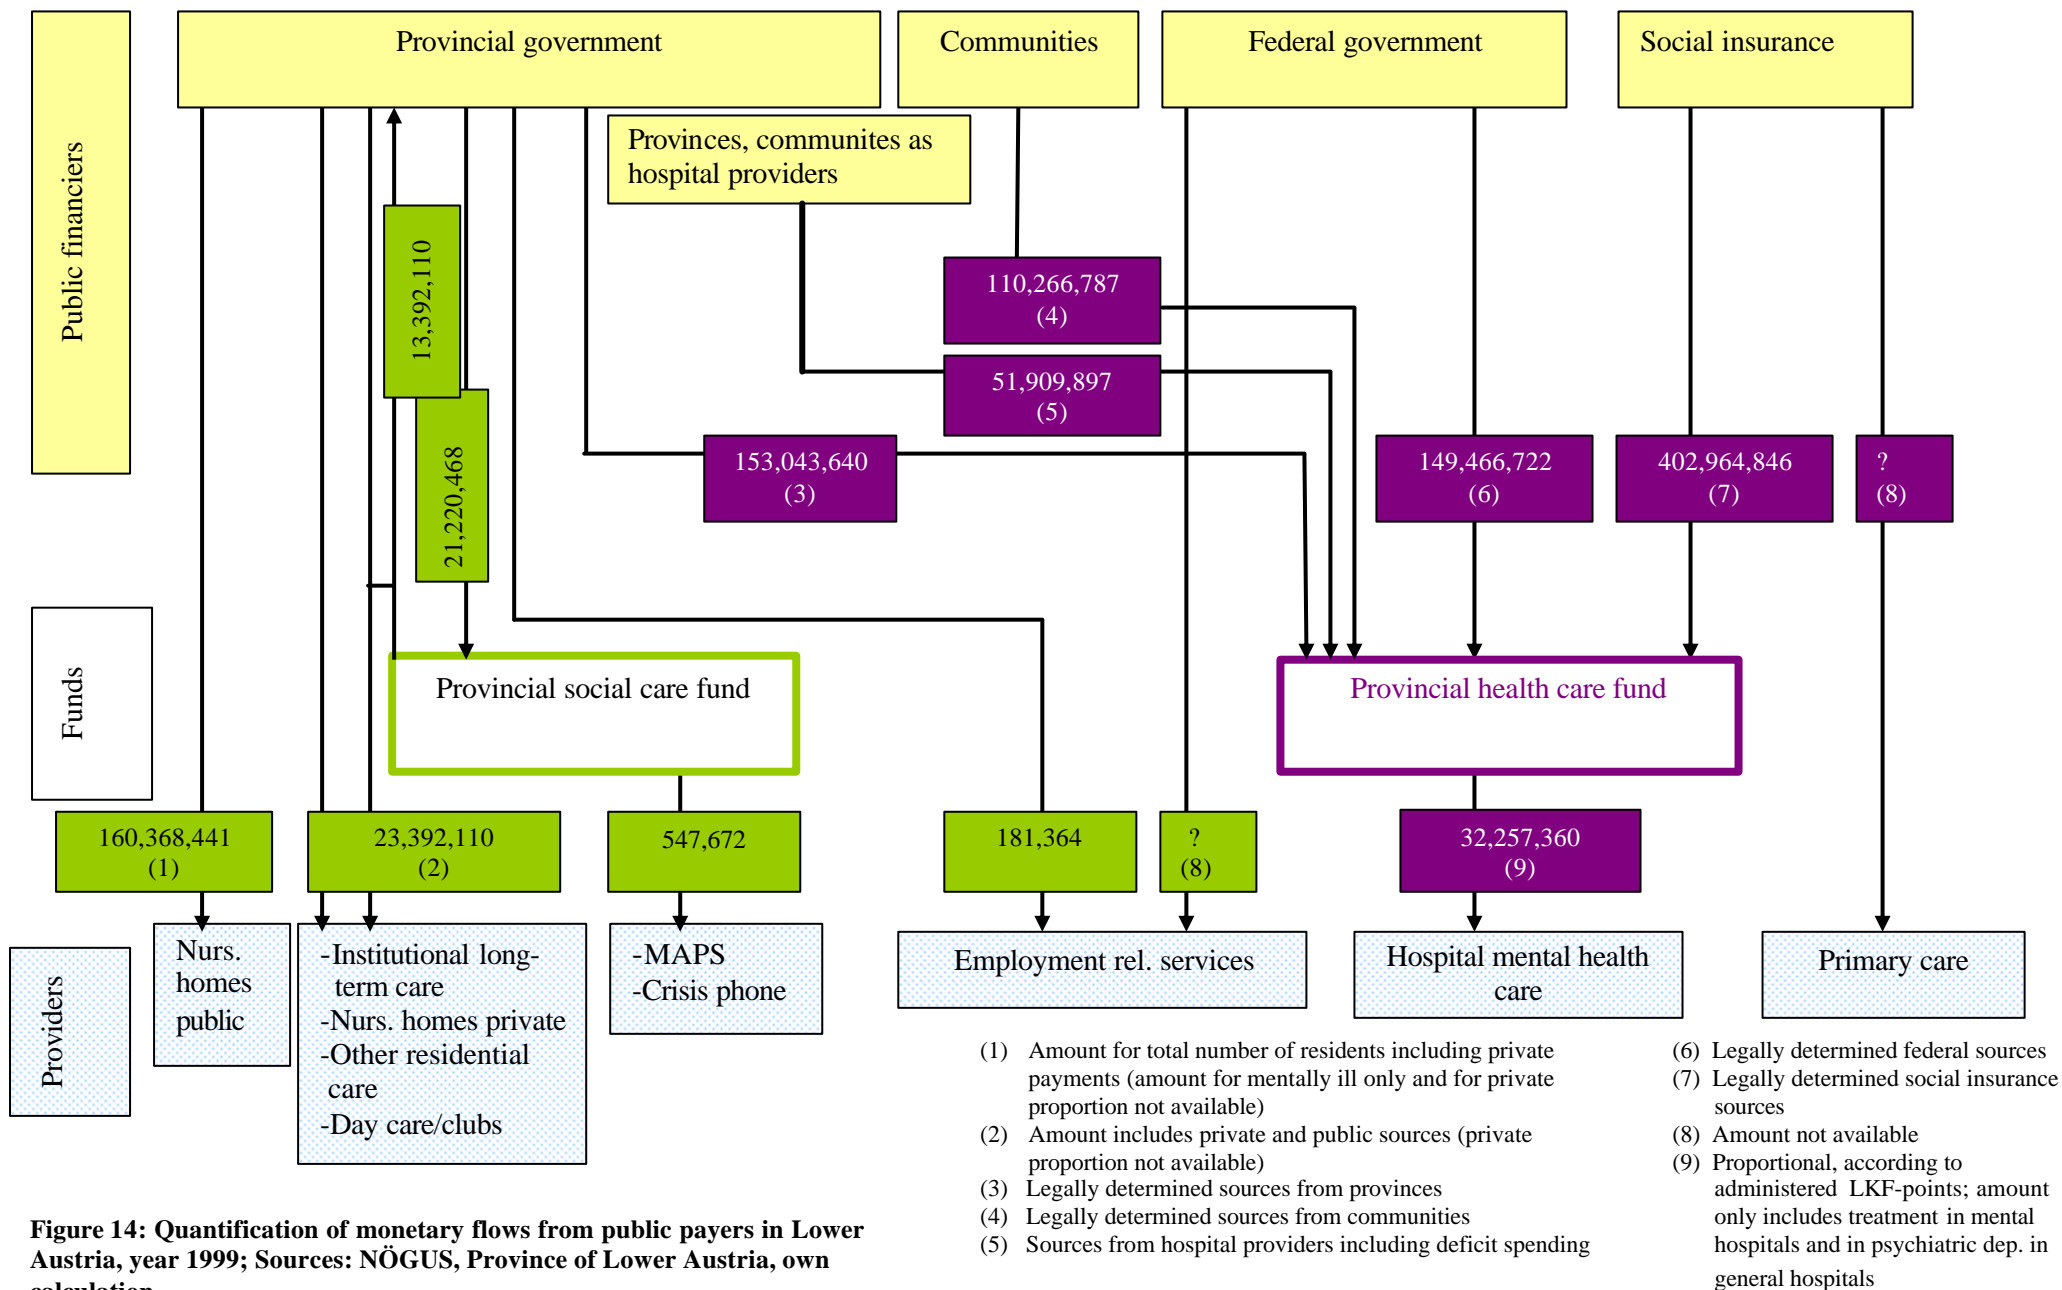 Provincial government
Communities
Federal government
Social insurance
Public financiers
Provinces, communites as
hospital providers
13,392,110
110,266,787
(4)
51,909,897
(5)
21,220,468
153,043,640
(3)
149,466,722
(6)
402,964,846
(7)
?
(8)
Funds
Provincial social care fund
Provincial health care fund
160,368,441
(1)
23,392,110
(2)
547,672
181,364
?
(8)
32,257,360
(9)
Providers
Nurs.
homes
public
-Institutional long-
term care
-Nurs. homes private
-Other residential
care
-Day care/clubs
-MAPS
-Crisis phone
Employment rel. services
Hospital mental health
care
Primary care
(1) Amount for total number of residents including private
payments (amount for mentally ill only and for private
proportion not available)
(2) Amount includes private and public sources (private
proportion not available)
(3) Legally determined sources from provinces
(4) Legally determined sources from communities
(5) Sources from hospital providers including deficit spending
(6) Legally determined federal sources
(7) Legally determined social insurance
sources
(8) Amount not available
(9) Proportional, according to
administered LKF-points; amount
only includes treatment in mental
hospitals and in psychiatric dep. in
general hospitals
Figure 14: Quantification of monetary flows from public payers in Lower
Austria, year 1999; Sources: NÖGUS, Province of Lower Austria, own